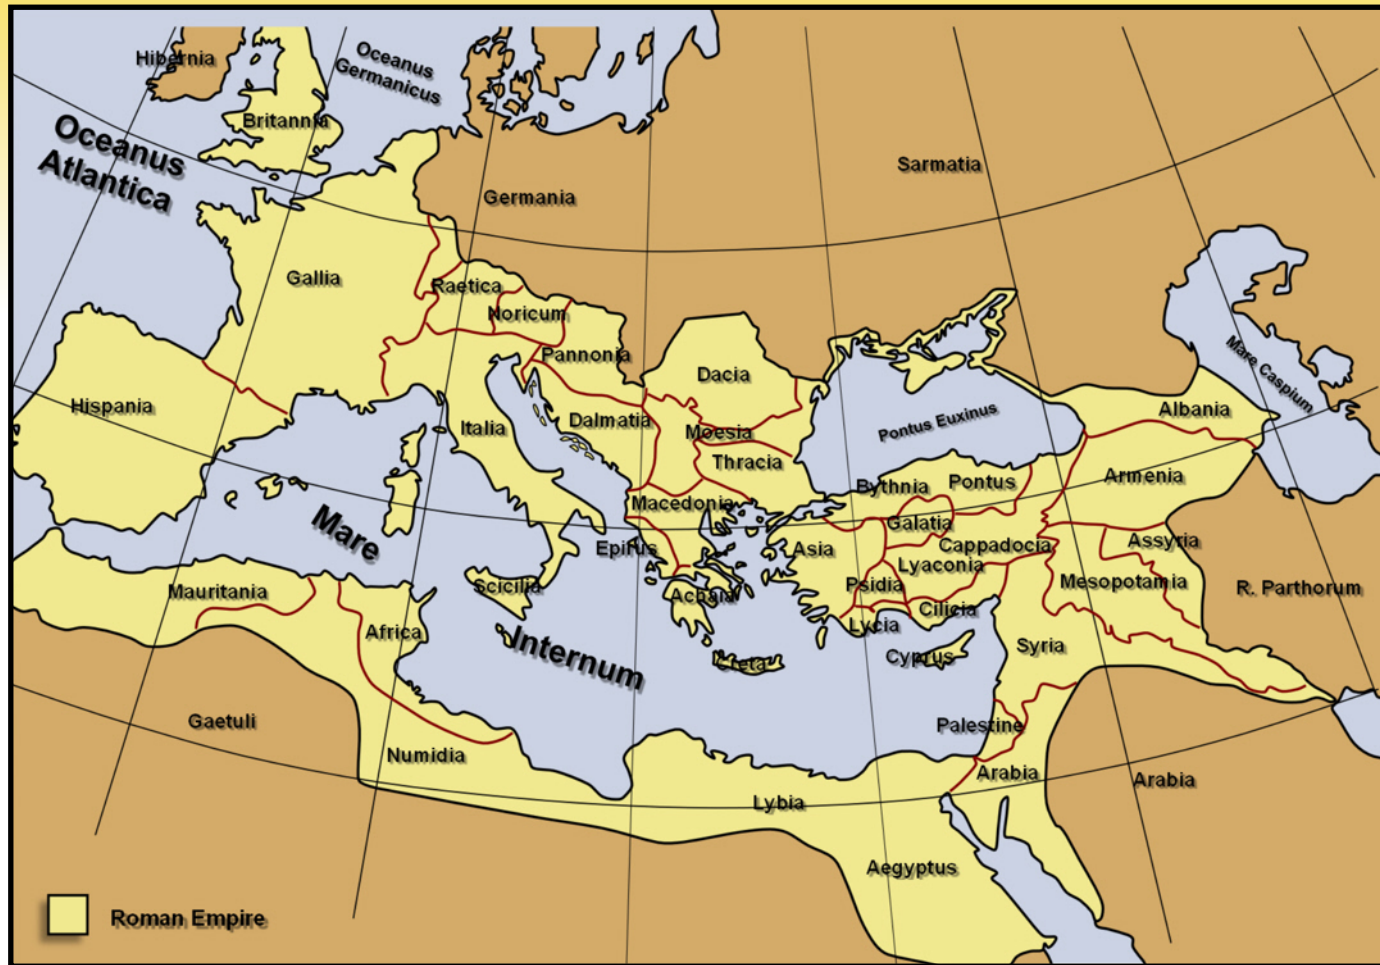 Hibernia
Oceanus
Germanicus
Britannia
Oceanus
Atlantica
Sarmatia
Germania
Gallia
Raetica
Noricum
Pannonia
Mare Caspium
Dacia
Hispania
Albania
Dalmatia
Italia
Moesia
Pontus Euxinus
Thracia
Armenia
Bythnia
Pontus
Macedonia
Mare
Galatia
Epirus
Asia
Cappadocia
Assyria
Lyaconia
Scicilia
Psidia
Mesopotamia
R. Parthorum
Mauritania
Achaia
Cilicia
Lycia
Africa
Internum
Syria
Creta
Cyprus
Gaetuli
Palestine
Numidia
Arabia
Arabia
Lybia
Aegyptus
Roman Empire